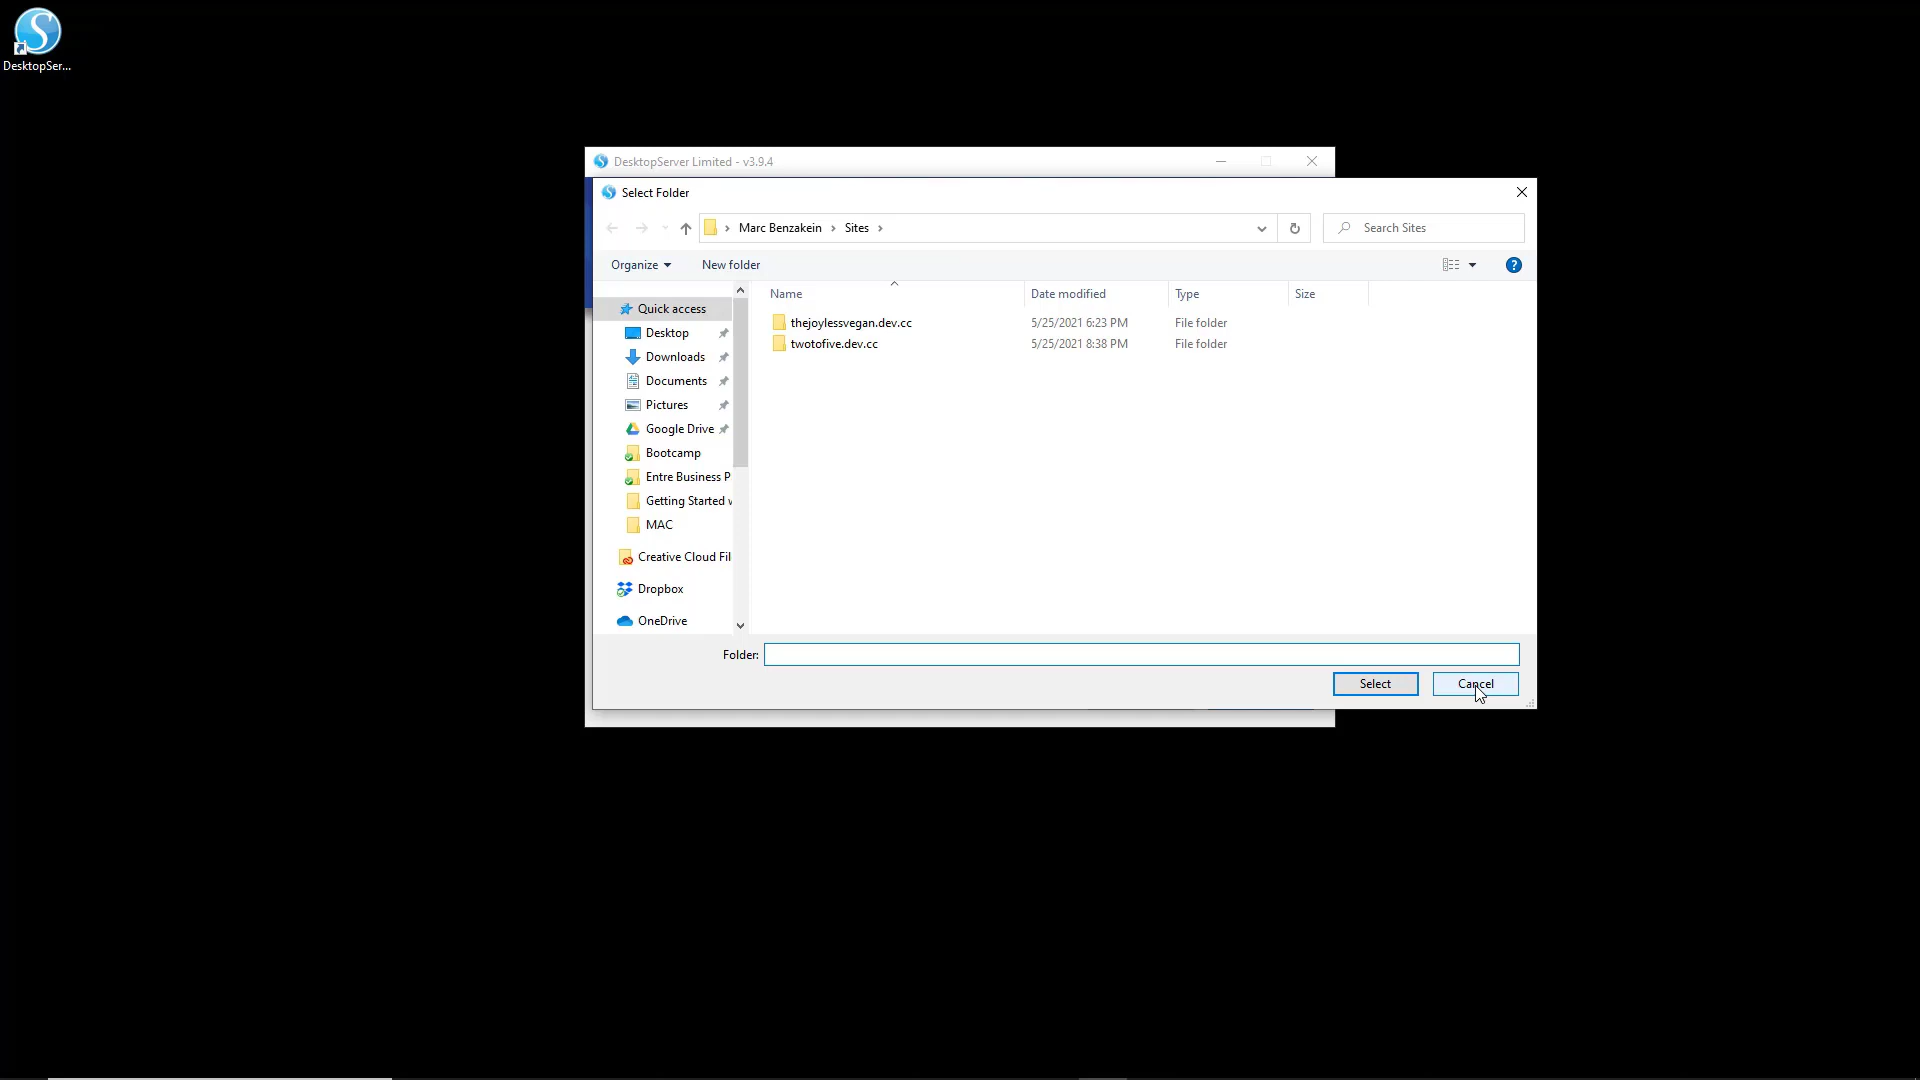 DesktopSer...
DesktopServer Limited - v3.9.4
Select Folder
Marc Benzakein > Sites >
Search Sites
Organize
New folder
Name
Date modified
Type
Size
Quick access
Desktop
Downloads
Documents
Pictures
Google Drive
Bootcamp
Entre Business P
Getting Started w
MAC
Creative Cloud Fil
Dropbox
OneDrive
thejoylessvegan.dev.cc 5/25/2021 6:23 PM File folder
twotofive.dev.cc 5/25/2021 8:38 PM File folder
Folder:
Select
Cancel